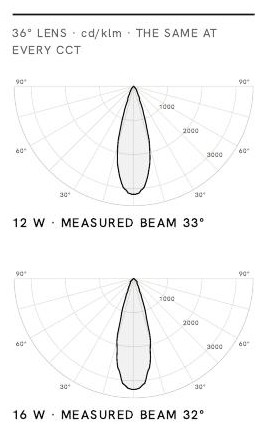 36° LENS · cd/klm · THE SAME AT
EVERY CCT
90° 90°
1000
2000
60° 3000 60°
30° 30°
12 W · MEASURED BEAM 33°
90° 90°
1000
2000
60° 3000 60°
30° 30°
16 W · MEASURED BEAM 32°